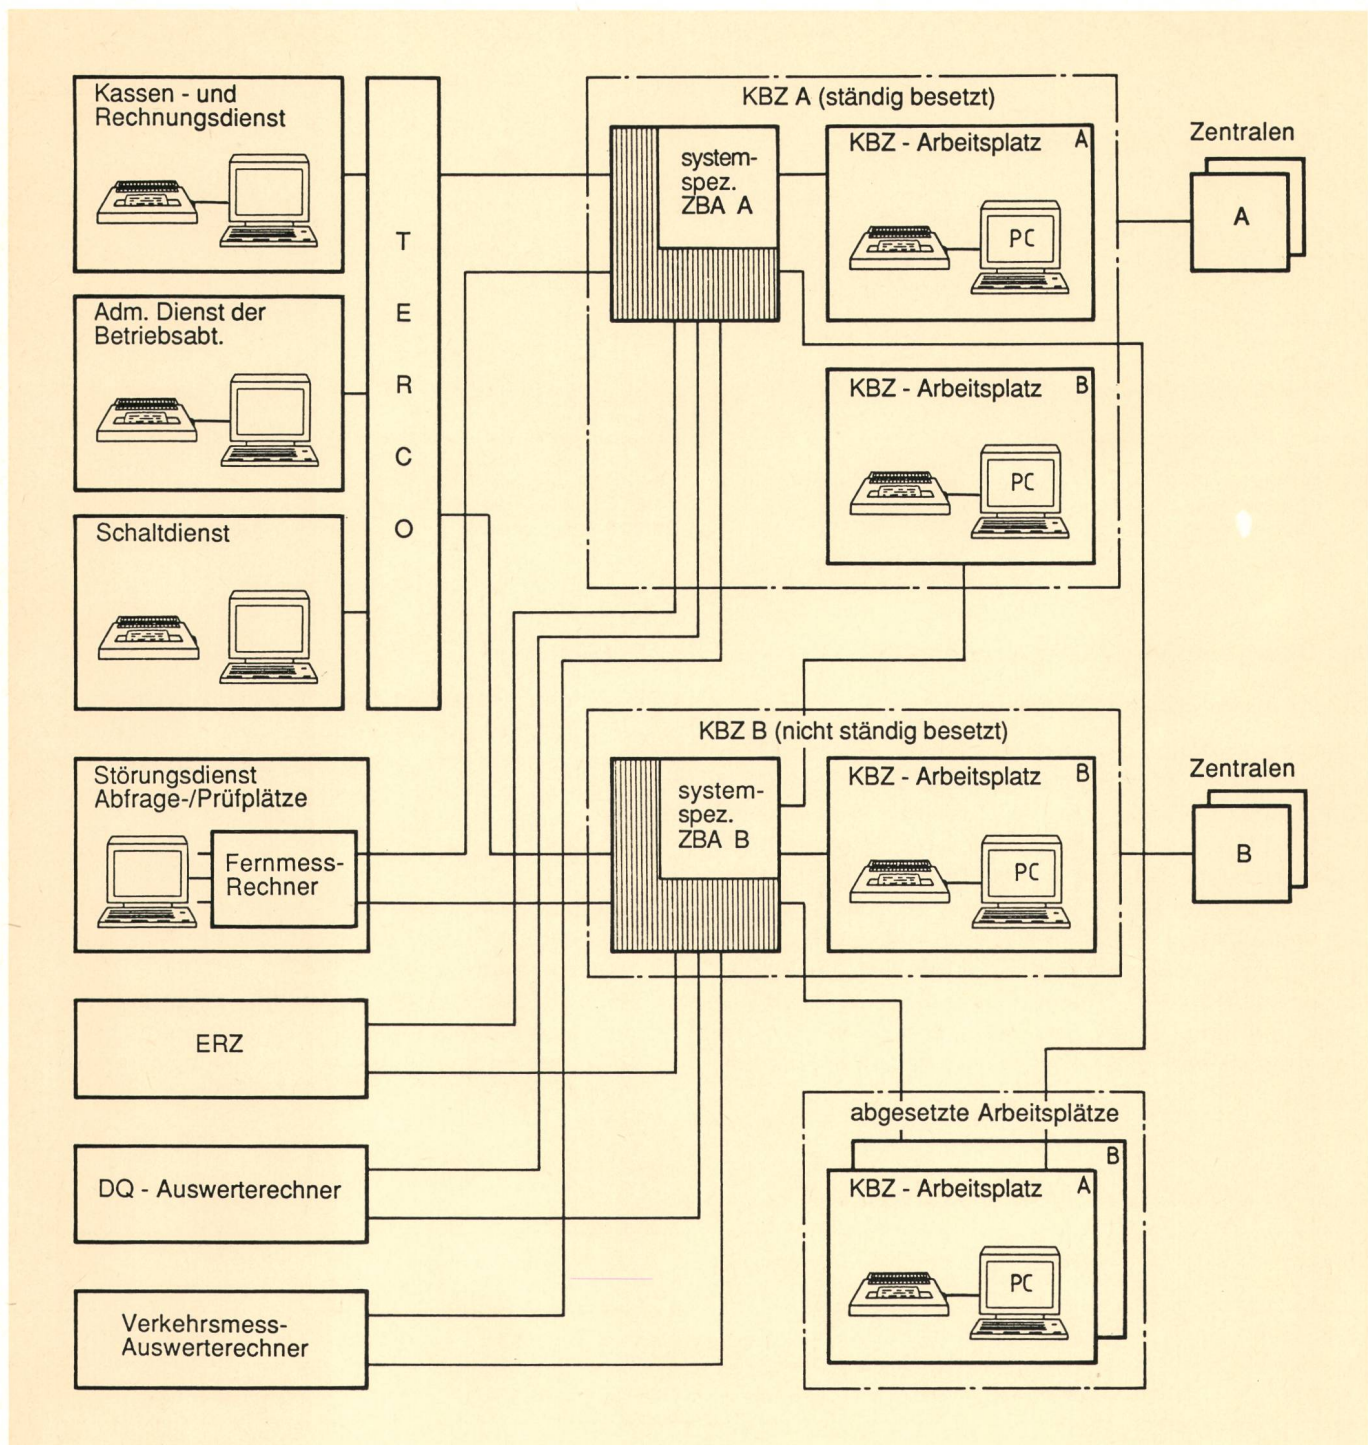 Kassen - und
Rechnungsdienst
Adm. Dienst der
Betriebsabt.
Schaltdienst
T
E
R
C
O
Störungsdienst
Abfrage-/Prüfplätze
Fernmess-
Rechner
ERZ
DQ - Auswerterechner
Verkehrsmess-
Auswerterechner
KBZ A (ständig besetzt)
system-
spez.
ZBA A
KBZ - Arbeitsplatz A
PC
KBZ - Arbeitsplatz B
PC
Zentralen
A
KBZ B (nicht ständig besetzt)
system-
spez.
ZBA B
KBZ - Arbeitsplatz B
PC
Zentralen
B
abgesetzte Arbeitsplätze
B
KBZ - Arbeitsplatz A
PC